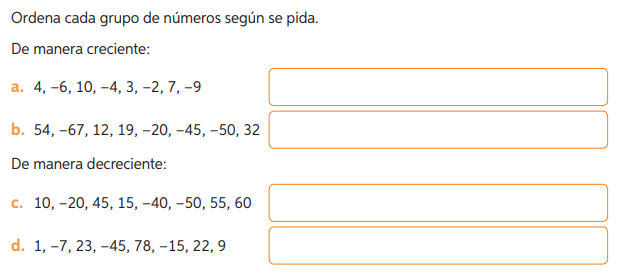 Ordena cada grupo de números según se pida.
De manera creciente:
a. 4, –6, 10, –4, 3, –2, 7, –9
b. 54, –67, 12, 19, –20, –45, –50, 32
De manera decreciente:
c. 10, –20, 45, 15, –40, –50, 55, 60
d. 1, –7, 23, –45, 78, –15, 22, 9